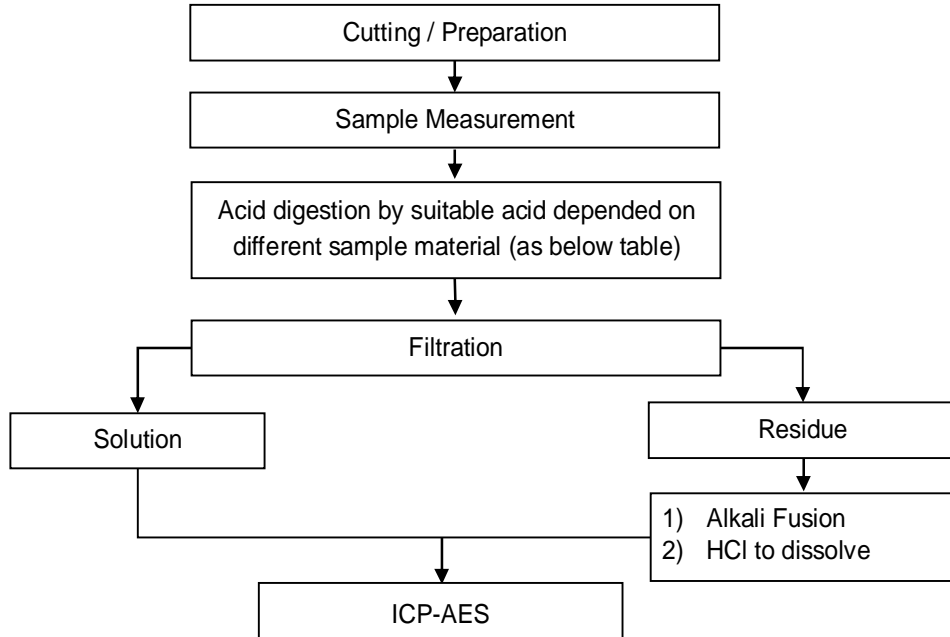 Cutting / Preparation
Sample Measurement
Acid digestion by suitable acid depended on
different sample material (as below table)
Filtration
Solution
Residue
1) Alkali Fusion
2) HCl to dissolve
ICP-AES